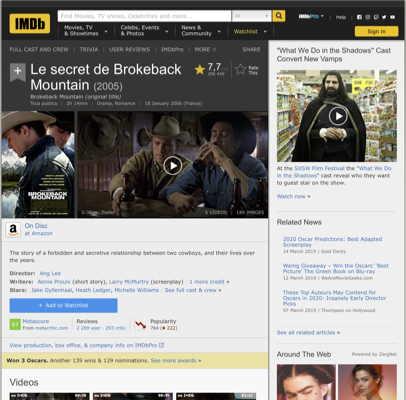 IMDb
Find Movies, TV shows, Celebrities and more...
All
IMDbPro
Help
Movies, TV
& Showtimes
Celebs, Events
& Photos
News &
Community
Watchlist
Sign in
FULL CAST AND CREW | TRIVIA | USER REVIEWS | IMDbPro | MORE
SHARE
Le secret de Brokeback
Mountain (2005)
7,7
Rate
This
Brokeback Mountain (original title)
Tous publics | 2h 14min | Drama, Romance | 18 January 2006 (France)
BROKEBACK
MOUNTAIN
Trailer
5 VIDEOS
189 IMAGES
On Disc
at Amazon
The story of a forbidden and secretive relationship between two cowboys, and their lives over
the years.
Director: Ang Lee
Writers: Annie Proulx (short story), Larry McMurtry (screenplay) | 1 more credit »
Stars: Jake Gyllenhaal, Heath Ledger, Michelle Williams | See full cast & crew »
+ Add to Watchlist
87
Metascore
From metacritic.com
Reviews
2 289 user | 293 critic
Popularity
764
View production, box office, & company info on IMDbPro
Won 3 Oscars. Another 139 wins & 129 nominations. See more awards »
Videos
"What We Do in the Shadows" Cast
Convert New Vamps
At the SXSW Film Festival the "What We Do
in the Shadows" cast reveal who they want
to guest star on the show.
Watch now »
Related News
2020 Oscar Predictions: Best Adapted
Screenplay
14 March 2019 | Gold Derby
Wamg Giveaway – Win the Oscars' 'Best
Picture' The Green Book on Blu-ray
12 March 2019 | WeAreMovieGeeks.com
These Top Auteurs May Contend for
Oscars in 2020: Insanely Early Director
Picks
07 March 2019 | Thompson on Hollywood
See all related articles »
Around The Web
Powered by ZergNet